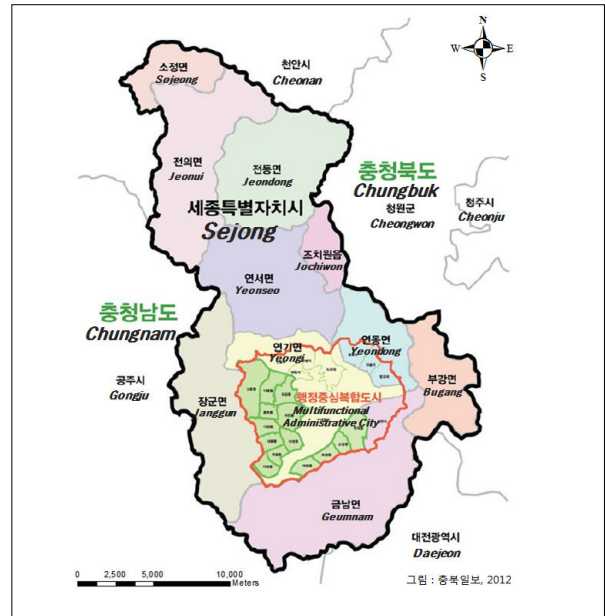 N
W
E
S
소정면
Sojeong
천안시
Cheonan
전의면
Jeonui
전동면
Jeondong
충청북도
Chungbuk
청원군
Cheongwon
청주시
Cheonju
세종특별자치시
Sejong
조치원읍
Jochiwon
연서면
Yeonseo
충청남도
Chungnam
연기면
Yeongi
연동면
Yeondong
부강면
Bugang
공주시
Gongju
장군면
Janggun
행정중심복합도시
Multifunctional
Administrative City
금남면
Geumnam
대전광역시
Daejeon
0 2,500 5,000 10,000
Meters
그림 : 충북일보, 2012